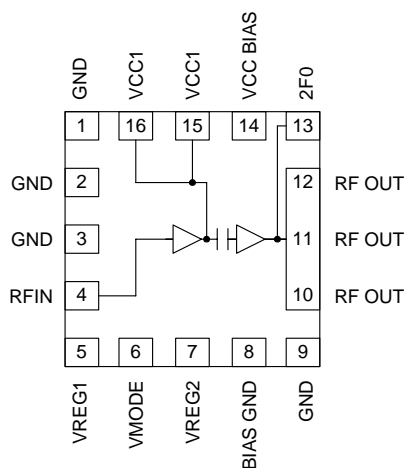 GND
VCC1
VCC1
VCC BIAS
2F0
1
16
15
14
13
GND
2
12
RF OUT
GND
3
11
RF OUT
RFIN
4
10
RF OUT
5
6
7
8
9
VREG1
VMODE
VREG2
BIAS GND
GND